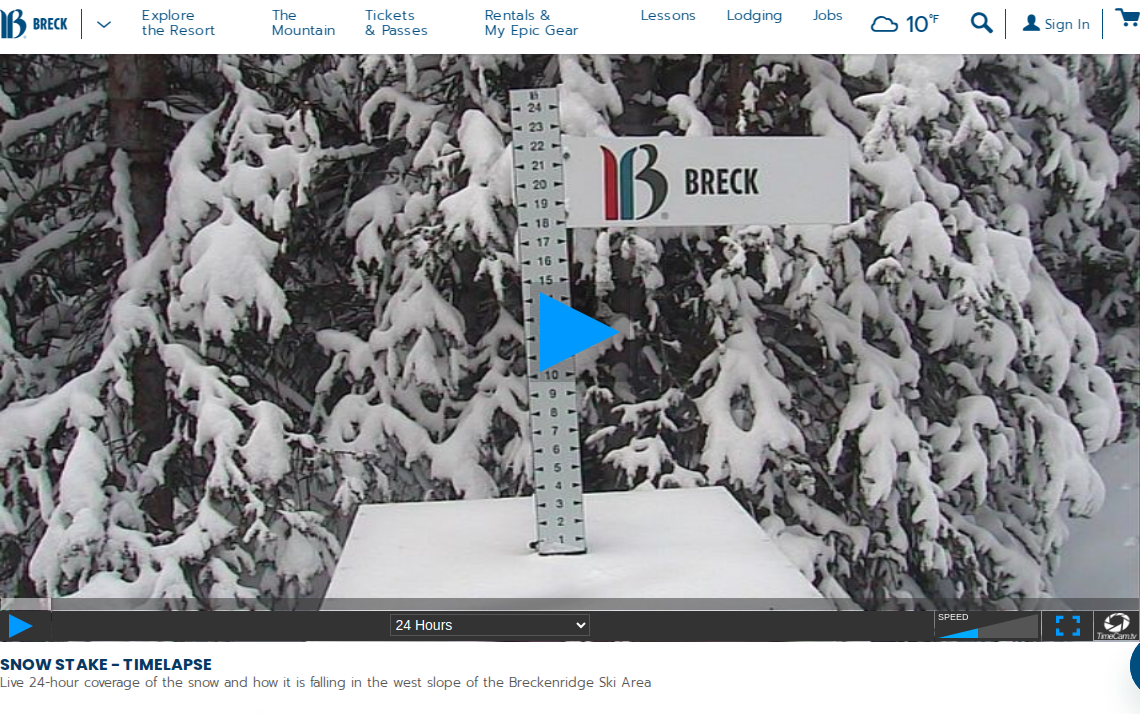 BRECK
Explore
the Resort
The
Mountain
Tickets
& Passes
Rentals &
My Epic Gear
Lessons
Lodging
Jobs
10°F
Sign In
24
23
22
21
20
19
18
17
16
15
10
9
8
7
6
5
4
3
2
1
B BRECK
24 Hours
SPEED
TimeCam.tv
SNOW STAKE - TIMELAPSE
Live 24-hour coverage of the snow and how it is falling in the west slope of the Breckenridge Ski Area